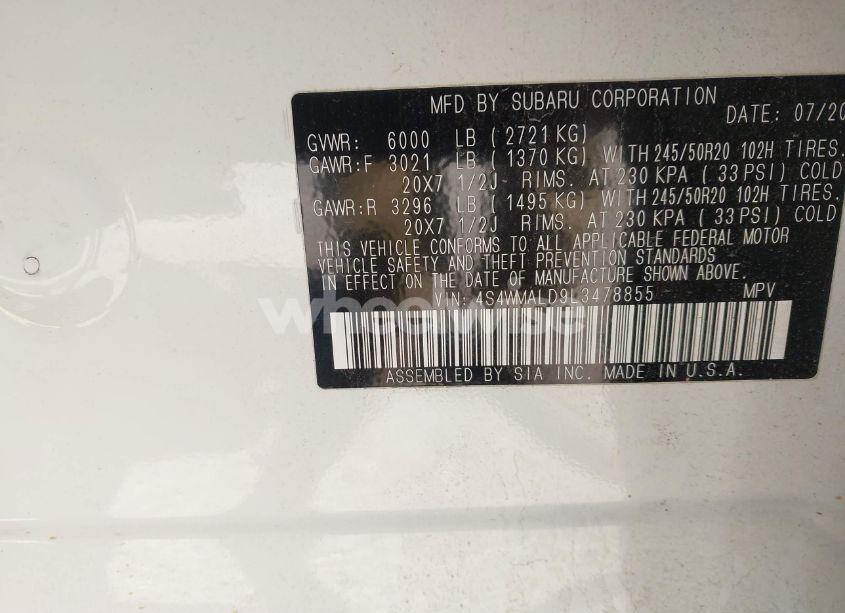 MFD BY SUBARU CORPORATION
DATE: 07/20
GVWR: 6000 LB ( 2721 KG)
GAWR:F 3021 LB ( 1370 KG) WITH 245/50R20 102H TIRES.
20X7 1/2J RIMS. AT 230 KPA ( 33 PSI) COLD
GAWR:R 3296 LB ( 1495 KG) WITH 245/50R20 102H TIRES.
20X7 1/2J RIMS. AT 230 KPA ( 33 PSI) COLD
THIS VEHICLE CONFORMS TO ALL APPLICABLE FEDERAL MOTOR
VEHICLE SAFETY AND THEFT PREVENTION STANDARDS
IN EFFECT ON THE DATE OF MANUFACTURE SHOWN ABOVE.
VIN: 4S4WMALD9L3478855 MPV
wheelwise
ASSEMBLED BY SIA INC. MADE IN U.S.A.